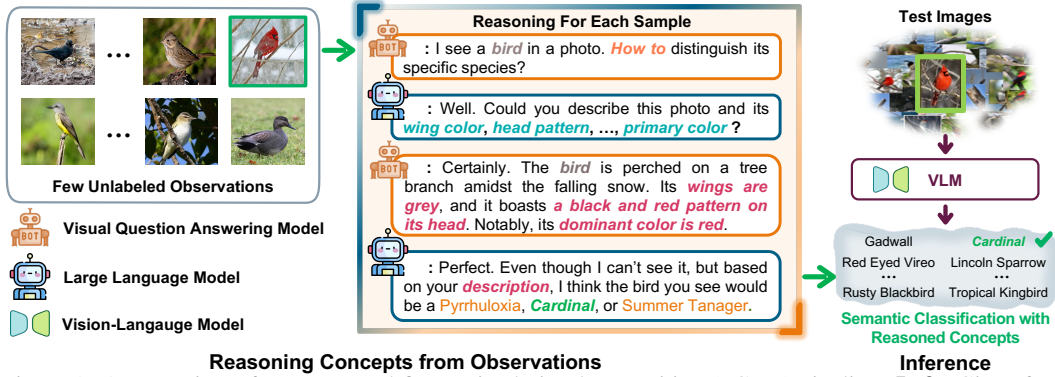 Few Unlabeled Observations
Visual Question Answering Model
Large Language Model
Vision-Langauge Model
Reasoning For Each Sample
BOT
: I see a bird in a photo. How to distinguish its
specific species?
: Well. Could you describe this photo and its
wing color, head pattern, ..., primary color ?
BOT
: Certainly. The bird is perched on a tree
branch amidst the falling snow. Its wings are
grey, and it boasts a black and red pattern on
its head. Notably, its dominant color is red.
: Perfect. Even though I can't see it, but based
on your description, I think the bird you see would
be a Pyrrhuloxia, Cardinal, or Summer Tanager.
BOT
Test Images
VLM
Gadwall Cardinal
Red Eyed Vireo Lincoln Sparrow
... ...
Rusty Blackbird Tropical Kingbird
Semantic Classification with
Reasoned Concepts
Reasoning Concepts from Observations
Inference